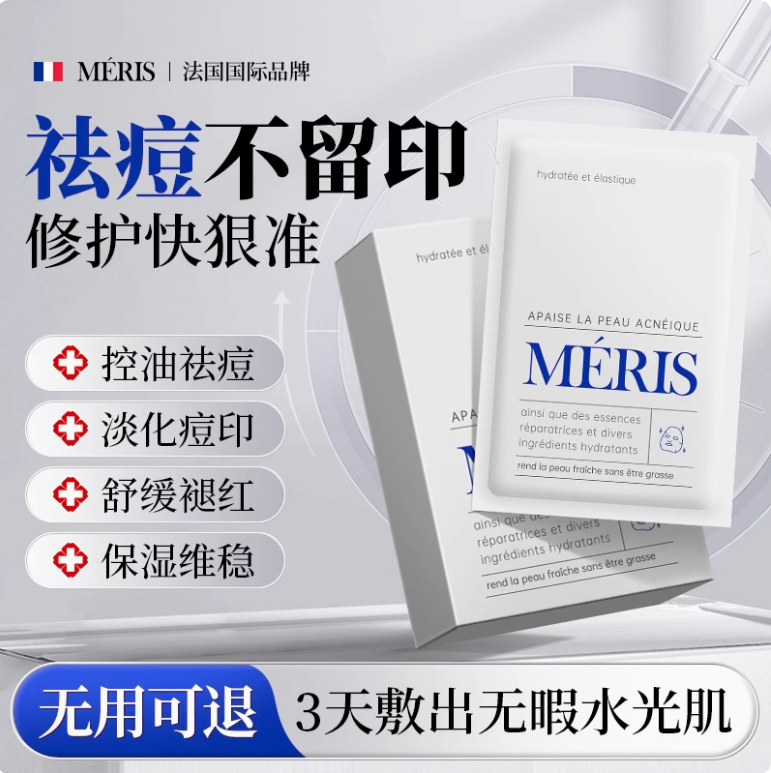 MÉRIS | 法国国际品牌
祛痘不留印
修护快狠准
控油祛痘
淡化痘印
舒缓褪红
保湿维稳
hydratée et élastique
APAISE LA PEAU ACNÉIQUE
MÉRIS
ainsi que des essences
réparatrices et divers
ingrédients hydratants
rend la peau fraîche sans être grasse
hydratée et él
APA
ainsi que des
réparatrices et divers
ingrédients hydratants
rend la peau fraîche sans être grasse
无用可退 3天敷出无暇水光肌